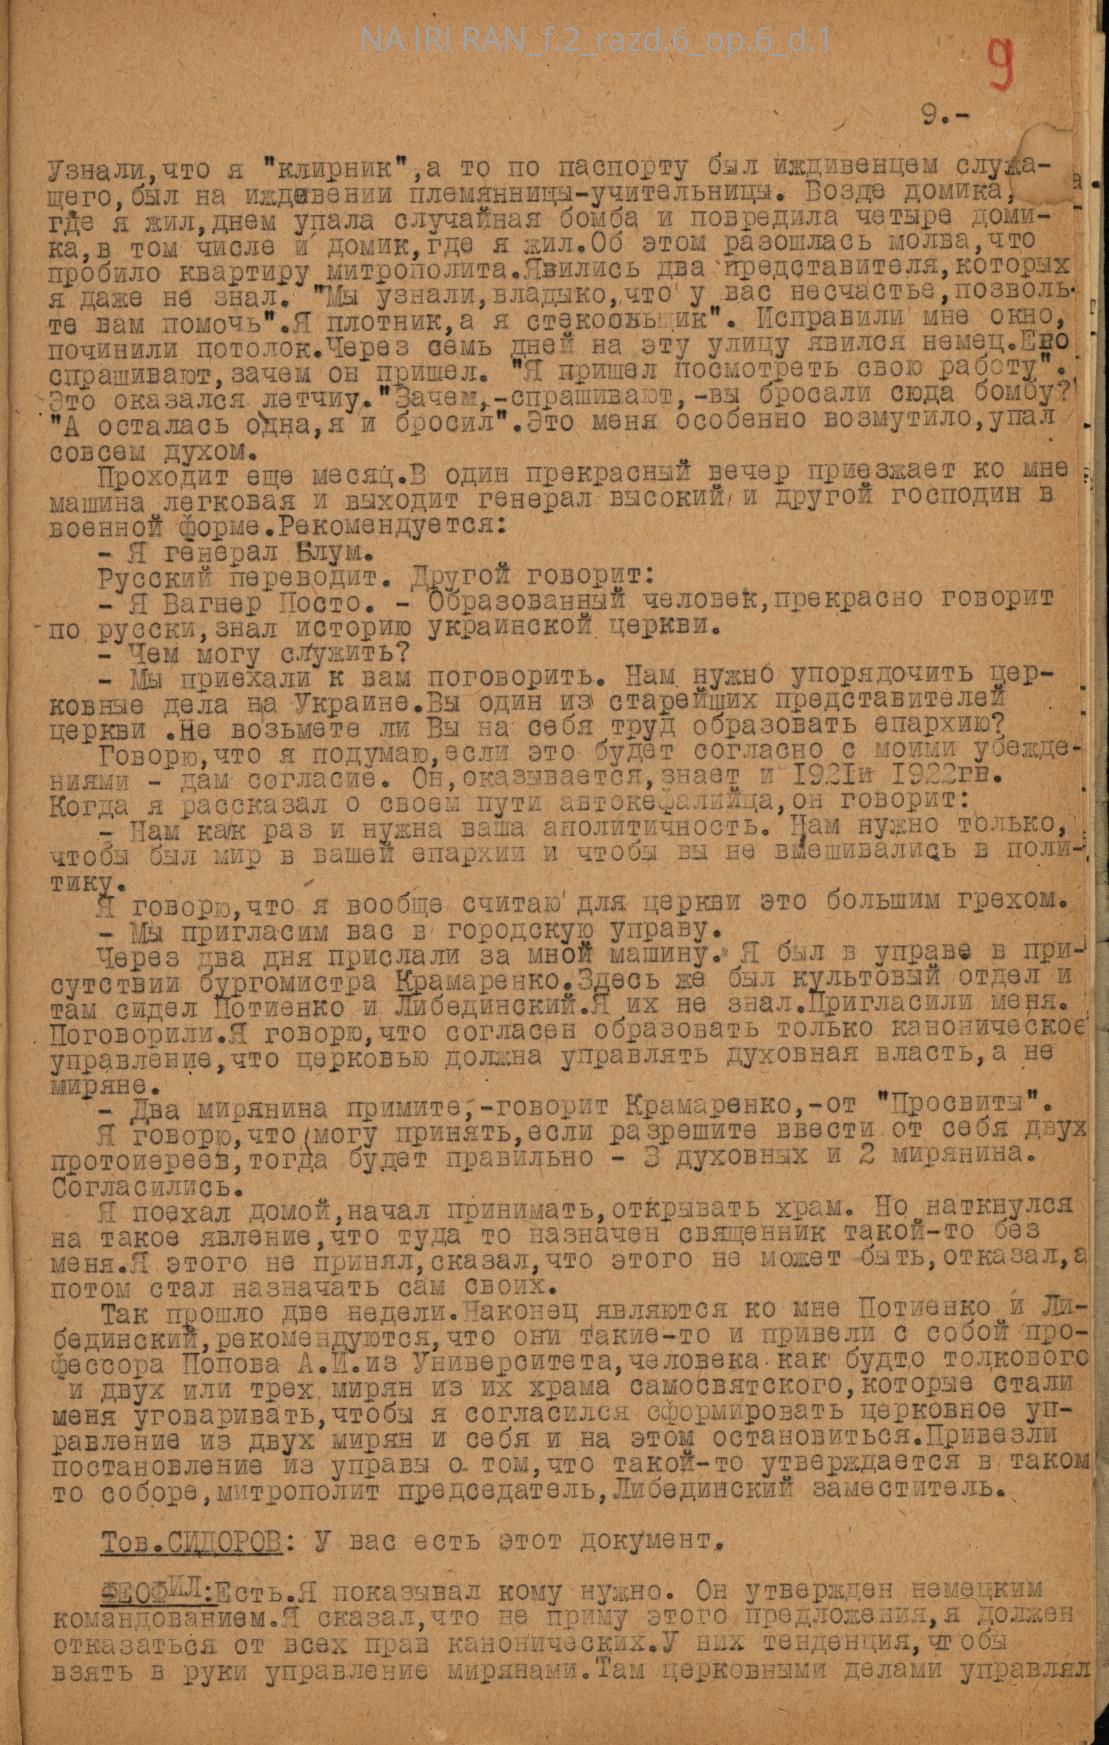 NA IRI RAN_f.2_razd.6_op.6_d.1
9
9.-
Узнали,что я "клирник",а то по паспорту был иждивенцем служа-
щего,был на иждивении племянницы-учительницы. Возде домика,
где я жил,днем упала случайная бомба и повредила четыре доми-
ка,в том числе и домик,где я жил.Об этом разошлась молва,что
пробило квартиру митрополита.Явились два представителя,которых
я даже не знал. "Мы узнали,владыко,что у вас несчастье,позволь-
те вам помочь".Я плотник,а я стекольщик". Исправили мне окно,
починили потолок.Через семь дней на эту улицу явился немец.Его
спрашивают,зачем он пришел. "Я пришел посмотреть свою работу".
Это оказался летчиу."Зачем,-спрашивают,-вы бросали сюда бомбу?"
"А осталась одна,я и бросил".Это меня особенно возмутило,упал
совсем духом.
Проходит еще месяц.В один прекрасный вечер приезжает ко мне
машина легковая и выходит генерал высокий и другой господин в
военной форме.Рекомендуется:
- Я генерал Блум.
Русский переводит. Другой говорит:
- Я Вагнер Посто. - Образованный человек,прекрасно говорит
по русски,знал историю украинской церкви.
- Чем могу служить?
- Мы приехали к вам поговорить. Нам нужно упорядочить цер-
ковные дела на Украине.Вы один из старейших представителей
церкви .Не возьмете ли Вы на себя труд образовать епархию?
Говорю,что я подумаю,если это будет согласно с моими убежде-
ниями - дам согласие. Он,оказывается,знает и 1921и 1922гв.
Когда я рассказал о своем пути автокефалийца,он говорит:
- Нам как раз и нужна ваша аполитичность. Нам нужно только,
чтобы был мир в вашей епархии и чтобы вы не вмешивались в поли-
тику.
Я говорю,что я вообще считаю для церкви это большим грехом.
- Мы пригласим вас в городскую управу.
Через два дня прислали за мной машину. Я был в управе в при-
сутствии бургомистра Крамаренко.Здесь же был культовый отдел и
там сидел Потиенко и Либединский.Я их не знал.Пригласили меня.
Поговорили.Я говорю,что согласен образовать только каноническое
управление,что церковью должна управлять духовная власть,а не
миряне.
- Два мирянина примите,-говорит Крамаренко,-от "Просвиты".
Я говорю,что могу принять,если разрешите ввести от себя двух
протоиереев,тогда будет правильно - 3 духовных и 2 мирянина.
Согласились.
Я поехал домой,начал принимать,открывать храм. Но наткнулся
на такое явление,что туда то назначен священник такой-то без
меня.Я этого не принял,сказал,что этого не может быть,отказал,а
потом стал назначать сам своих.
Так прошло две недели.Наконец являются ко мне Потиенко и Ли-
бединский,рекомендуются,что они такие-то и привели с собой про-
фессора Попова А.И.из Университета,человека как будто толкового
и двух или трех мирян из их храма самосвятского,которые стали
меня уговаривать,чтобы я согласился сформировать церковное уп-
равление из двух мирян и себя и на этом остановиться.Привезли
постановление из управы о том,что такой-то утверждается в таком
то соборе,митрополит председатель,Либединский заместитель.
Тов.СИДОРОВ: У вас есть этот документ.
ФЕОФИЛ:Есть.Я показывал кому нужно. Он утвержден немецким
командованием.Я сказал,что не приму этого предложения,я должен
отказаться от всех прав канонических.У них тенденция,чтобы
взять в руки управление мирянами.Там церковными делами управлял